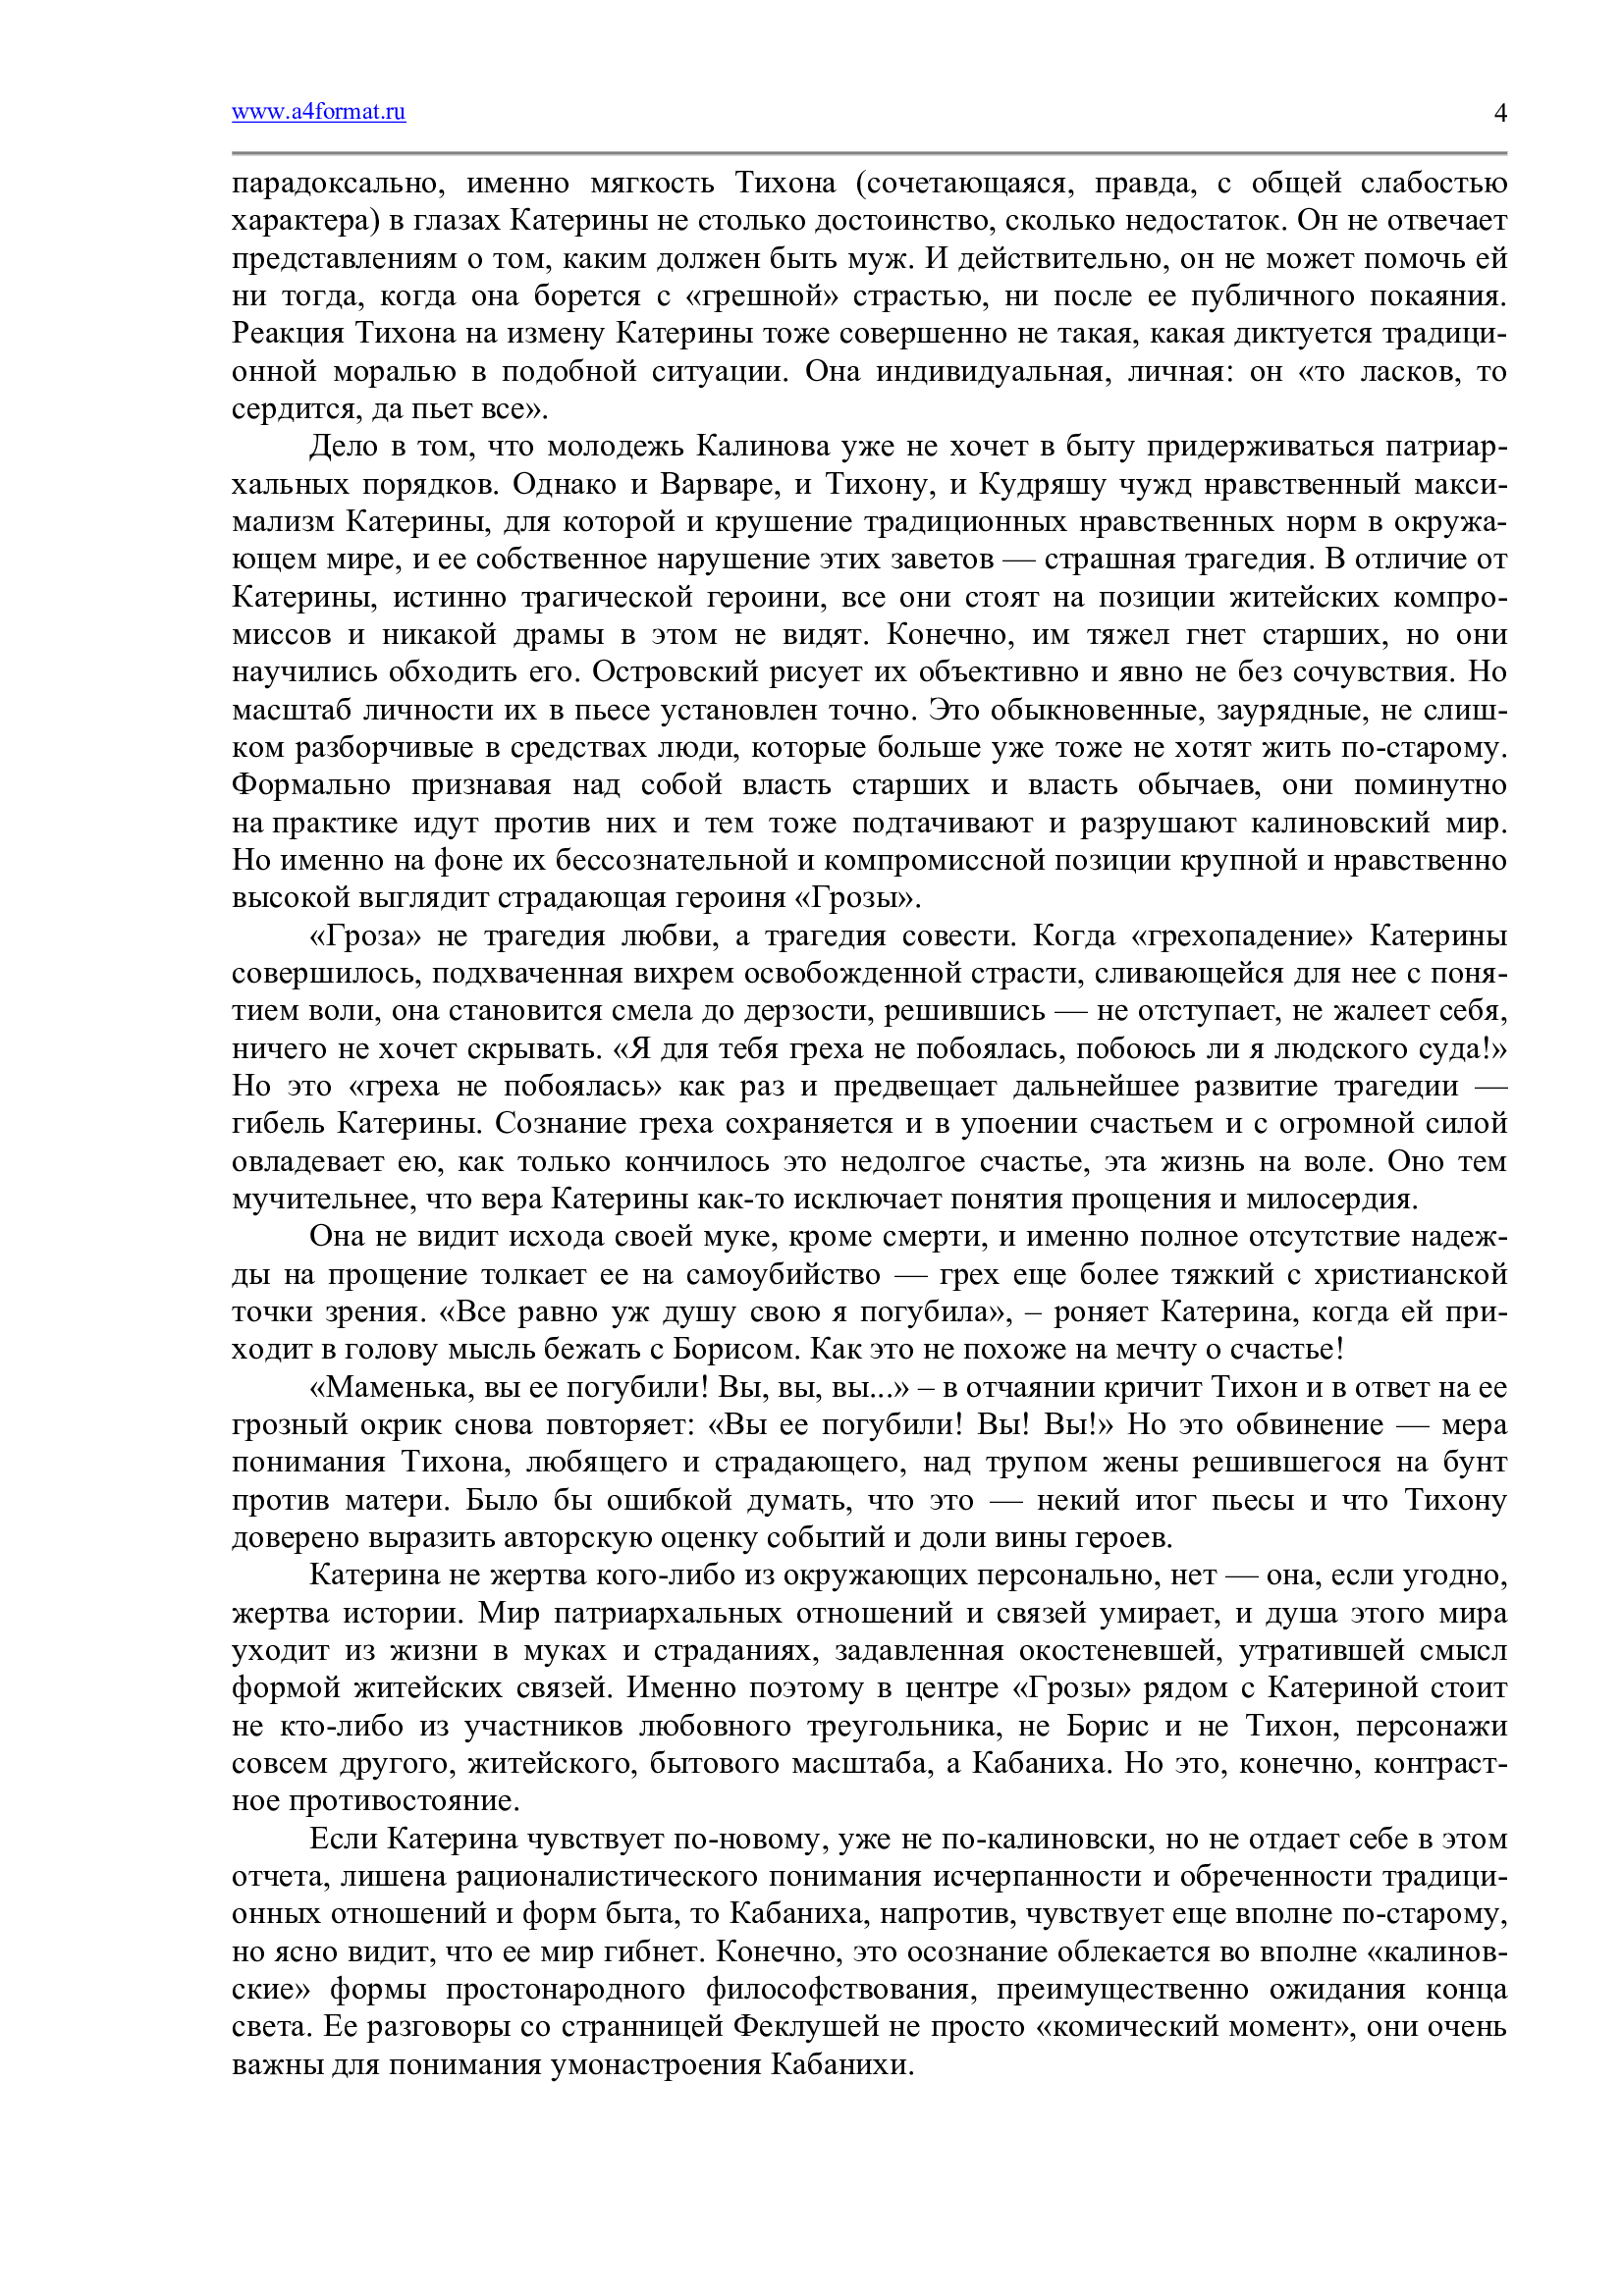 www.a4format.ru 4
парадоксально, именно мягкость Тихона (сочетающаяся, правда, с общей слабостью
характера) в глазах Катерины не столько достоинство, сколько недостаток. Он не отвечает
представлениям о том, каким должен быть муж. И действительно, он не может помочь ей
ни тогда, когда она борется с «грешной» страстью, ни после ее публичного покаяния.
Реакция Тихона на измену Катерины тоже совершенно не такая, какая диктуется традици-
онной моралью в подобной ситуации. Она индивидуальная, личная: он «то ласков, то
сердится, да пьет все».
Дело в том, что молодежь Калинова уже не хочет в быту придерживаться патриар-
хальных порядков. Однако и Варваре, и Тихону, и Кудряшу чужд нравственный макси-
мализм Катерины, для которой и крушение традиционных нравственных норм в окружа-
ющем мире, и ее собственное нарушение этих заветов — страшная трагедия. В отличие от
Катерины, истинно трагической героини, все они стоят на позиции житейских компро-
миссов и никакой драмы в этом не видят. Конечно, им тяжел гнет старших, но они
научились обходить его. Островский рисует их объективно и явно не без сочувствия. Но
масштаб личности их в пьесе установлен точно. Это обыкновенные, заурядные, не слиш-
ком разборчивые в средствах люди, которые больше уже тоже не хотят жить по-старому.
Формально признавая над собой власть старших и власть обычаев, они поминутно
на практике идут против них и тем тоже подтачивают и разрушают калиновский мир.
Но именно на фоне их бессознательной и компромиссной позиции крупной и нравственно
высокой выглядит страдающая героиня «Грозы».
«Гроза» не трагедия любви, а трагедия совести. Когда «грехопадение» Катерины
совершилось, подхваченная вихрем освобожденной страсти, сливающейся для нее с поня-
тием воли, она становится смела до дерзости, решившись — не отступает, не жалеет себя,
ничего не хочет скрывать. «Я для тебя греха не побоялась, побоюсь ли я людского суда!»
Но это «греха не побоялась» как раз и предвещает дальнейшее развитие трагедии —
гибель Катерины. Сознание греха сохраняется и в упоении счастьем и с огромной силой
овладевает ею, как только кончилось это недолгое счастье, эта жизнь на воле. Оно тем
мучительнее, что вера Катерины как-то исключает понятия прощения и милосердия.
Она не видит исхода своей муке, кроме смерти, и именно полное отсутствие надеж-
ды на прощение толкает ее на самоубийство — грех еще более тяжкий с христианской
точки зрения. «Все равно уж душу свою я погубила», – роняет Катерина, когда ей при-
ходит в голову мысль бежать с Борисом. Как это не похоже на мечту о счастье!
«Маменька, вы ее погубили! Вы, вы, вы...» – в отчаянии кричит Тихон и в ответ на ее
грозный окрик снова повторяет: «Вы ее погубили! Вы! Вы!» Но это обвинение — мера
понимания Тихона, любящего и страдающего, над трупом жены решившегося на бунт
против матери. Было бы ошибкой думать, что это — некий итог пьесы и что Тихону
доверено выразить авторскую оценку событий и доли вины героев.
Катерина не жертва кого-либо из окружающих персонально, нет — она, если угодно,
жертва истории. Мир патриархальных отношений и связей умирает, и душа этого мира
уходит из жизни в муках и страданиях, задавленная окостеневшей, утратившей смысл
формой житейских связей. Именно поэтому в центре «Грозы» рядом с Катериной стоит
не кто-либо из участников любовного треугольника, не Борис и не Тихон, персонажи
совсем другого, житейского, бытового масштаба, а Кабаниха. Но это, конечно, контраст-
ное противостояние.
Если Катерина чувствует по-новому, уже не по-калиновски, но не отдает себе в этом
отчета, лишена рационалистического понимания исчерпанности и обреченности традици-
онных отношений и форм быта, то Кабаниха, напротив, чувствует еще вполне по-старому,
но ясно видит, что ее мир гибнет. Конечно, это осознание облекается во вполне «калинов-
ские» формы простонародного философствования, преимущественно ожидания конца
света. Ее разговоры со странницей Феклушей не просто «комический момент», они очень
важны для понимания умонастроения Кабанихи.